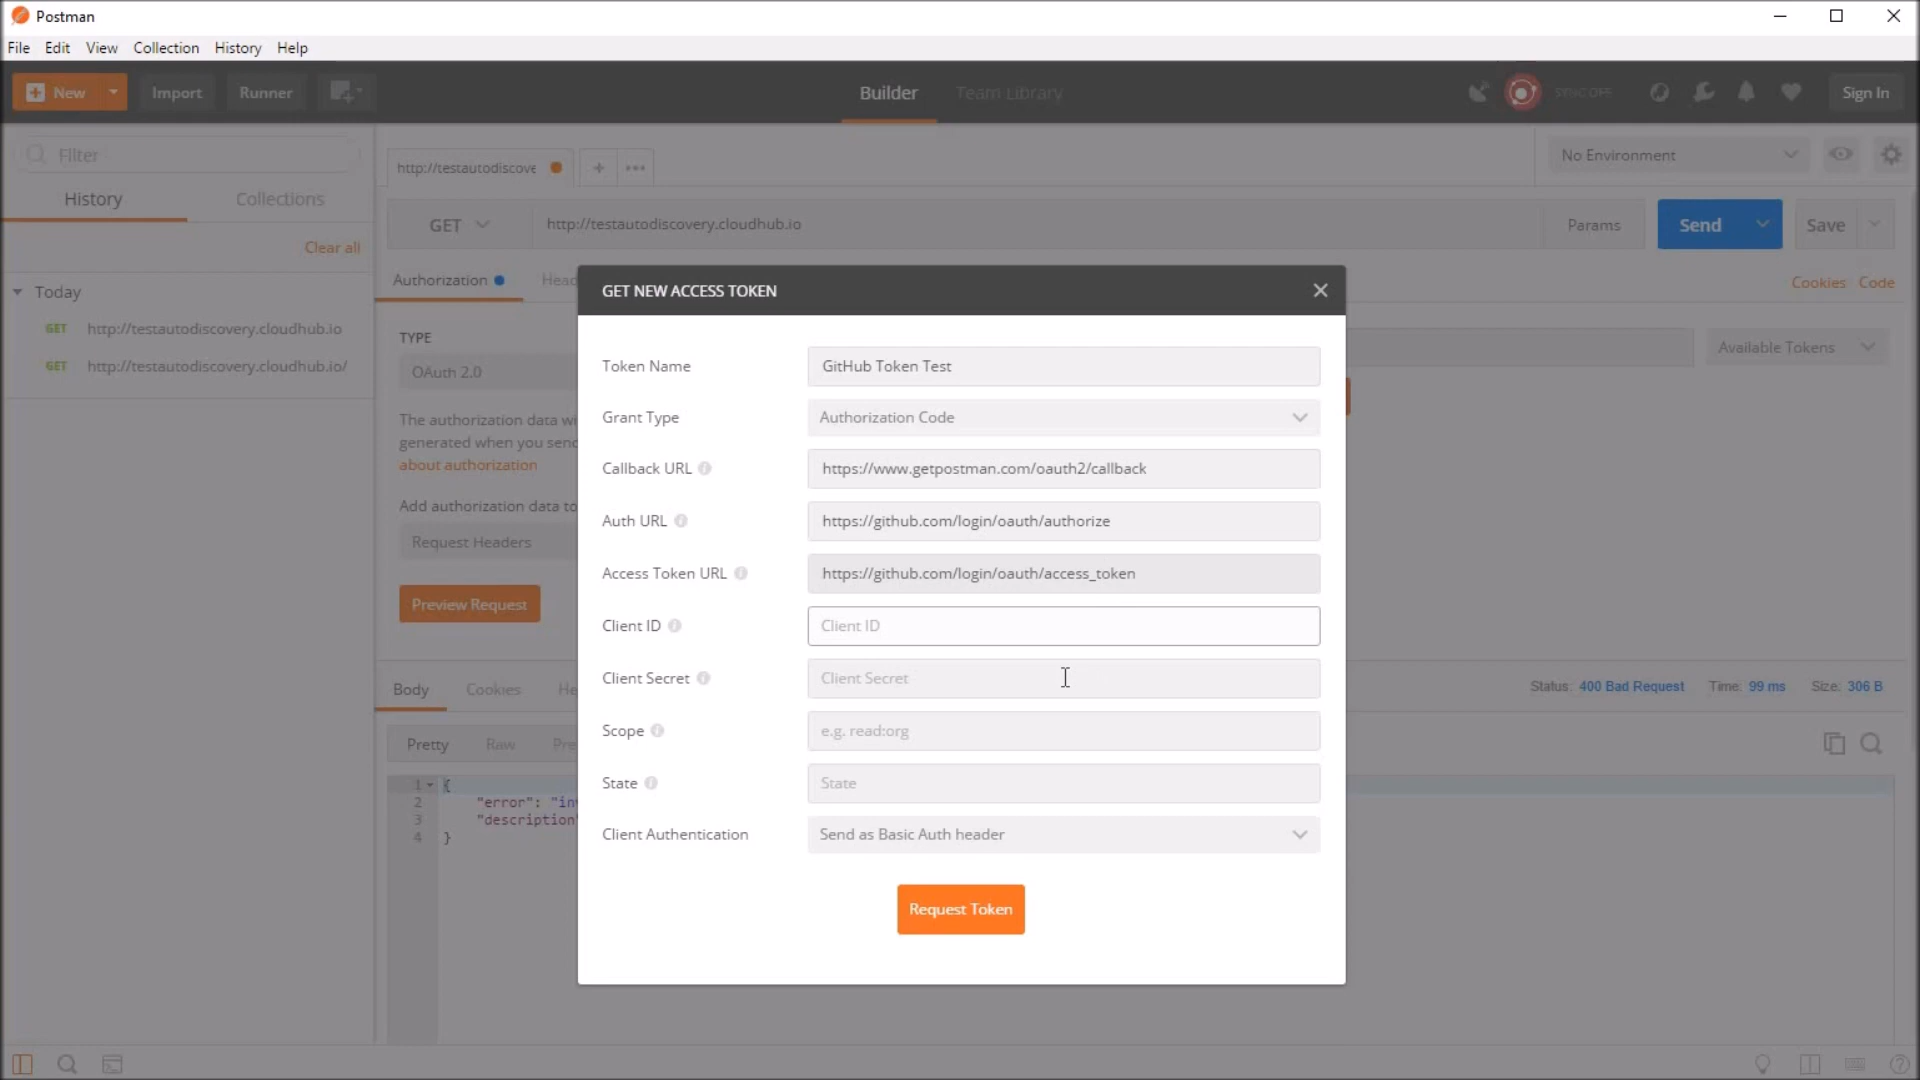 Postman
File Edit View Collection History Help
New Import Runner Builder Team Library SYNC OFF Sign In
Filter
History Collections
Clear all
Today
GET http://testautodiscovery.cloudhub.io
GET http://testautodiscovery.cloudhub.io/
http://testautodiscove
No Environment
GET http://testautodiscovery.cloudhub.io Params Send Save
Authorization Head Cookies Code
TYPE
OAuth 2.0
Available Tokens
The authorization data wi
generated when you send
about authorization
Add authorization data to
Request Headers
Preview Request
GET NEW ACCESS TOKEN
Token Name GitHub Token Test
Grant Type Authorization Code
Callback URL https://www.getpostman.com/oauth2/callback
Auth URL https://github.com/login/oauth/authorize
Access Token URL https://github.com/login/oauth/access_token
Client ID Client ID
Client Secret Client Secret
Scope e.g. read:org
State State
Client Authentication Send as Basic Auth header
Request Token
Body Cookies He Status: 400 Bad Request Time: 99 ms Size: 306 B
Pretty Raw Pre
1 {
2 "error": "inv
3 "description"
4 }